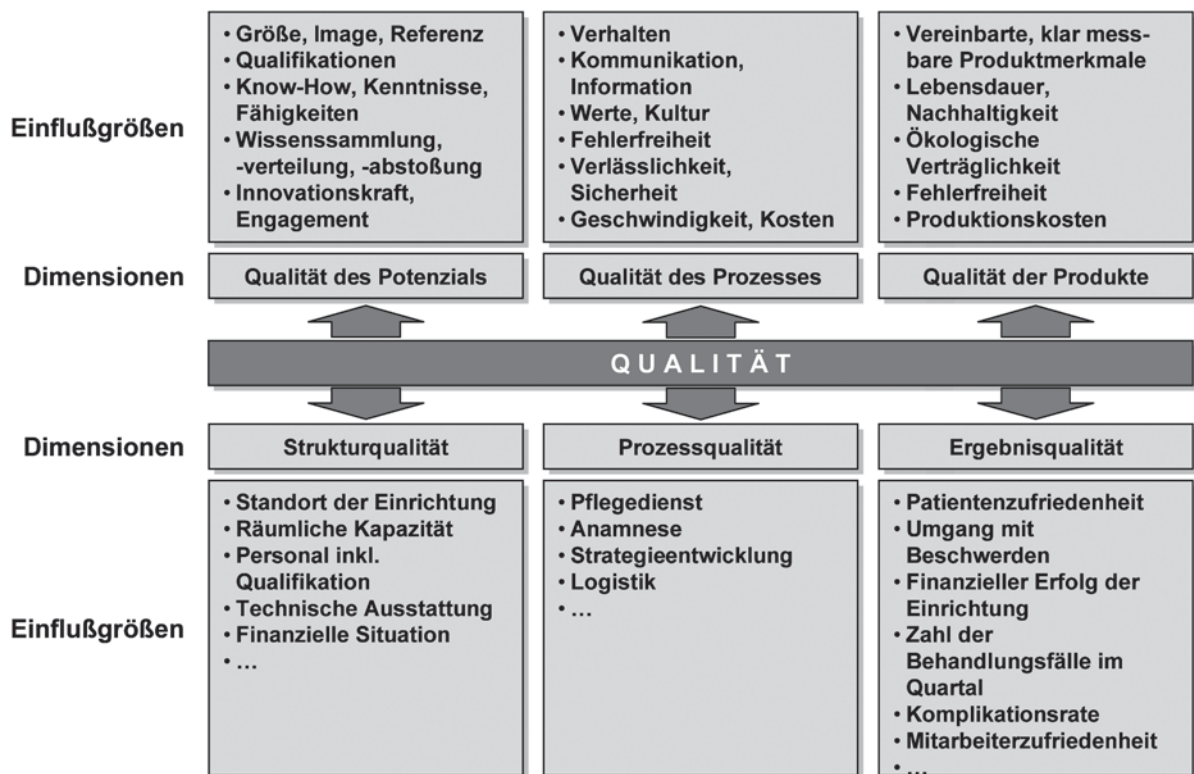 Einflußgrößen
• Größe, Image, Referenz
• Qualifikationen
• Know-How, Kenntnisse,
Fähigkeiten
• Wissenssammlung,
-verteilung, -abstoßung
• Innovationskraft,
Engagement
• Verhalten
• Kommunikation,
Information
• Werte, Kultur
• Fehlerfreiheit
• Verlässlichkeit,
Sicherheit
• Geschwindigkeit, Kosten
• Vereinbarte, klar mess-
bare Produktmerkmale
• Lebensdauer,
Nachhaltigkeit
• Ökologische
Verträglichkeit
• Fehlerfreiheit
• Produktionskosten
Dimensionen
Qualität des Potenzials
Qualität des Prozesses
Qualität der Produkte
QUALITÄT
Dimensionen
Strukturqualität
Prozessqualität
Ergebnisqualität
Einflußgrößen
• Standort der Einrichtung
• Räumliche Kapazität
• Personal inkl.
Qualifikation
• Technische Ausstattung
• Finanzielle Situation
• ...
• Pflegedienst
• Anamnese
• Strategieentwicklung
• Logistik
• ...
• Patientenzufriedenheit
• Umgang mit
Beschwerden
• Finanzieller Erfolg der
Einrichtung
• Zahl der
Behandlungsfälle im
Quartal
• Komplikationsrate
• Mitarbeiterzufriedenheit
• ...